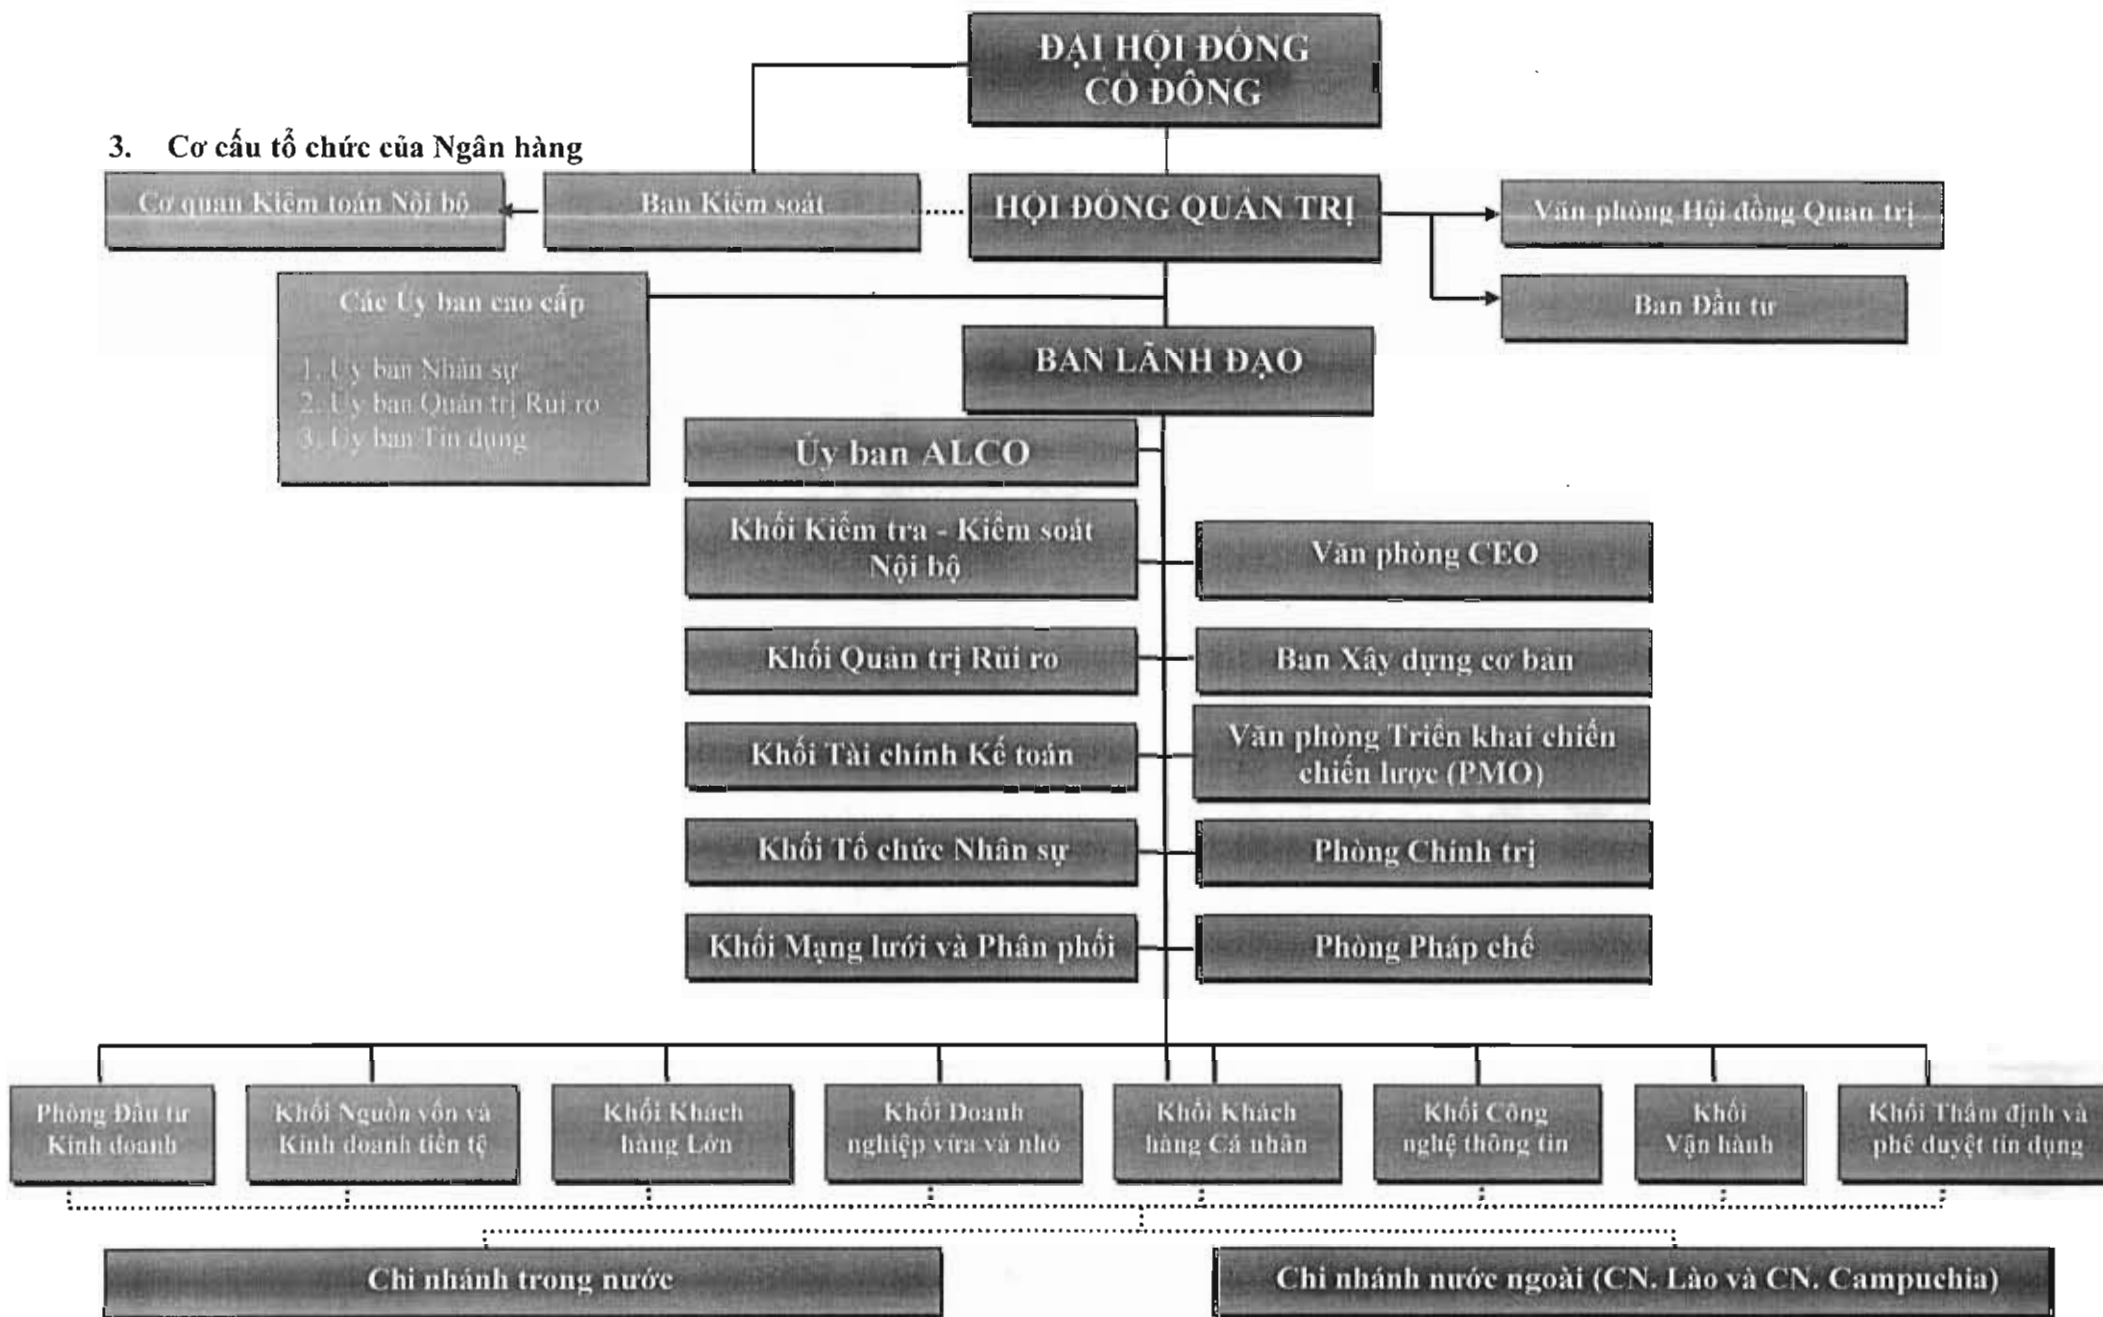 ĐẠI HỘI ĐỒNG
CỔ ĐÔNG
3. Cơ cấu tổ chức của Ngân hàng
Cơ quan Kiểm toán Nội bộ
Ban Kiểm soát
HỘI ĐỒNG QUẢN TRỊ
Văn phòng Hội đồng Quản trị
Các Ủy ban cao cấp
1. Ủy ban Nhân sự
2. Ủy ban Quản trị Rủi ro
3. Ủy ban Tín dụng
Ban Đầu tư
BAN LÃNH ĐẠO
Ủy ban ALCO
Khối Kiểm tra - Kiểm soát
Nội bộ
Văn phòng CEO
Khối Quản trị Rủi ro
Ban Xây dựng cơ bản
Khối Tài chính Kế toán
Văn phòng Triển khai chiến
chiến lược (PMO)
Khối Tổ chức Nhân sự
Phòng Chính trị
Khối Mạng lưới và Phân phối
Phòng Pháp chế
Phòng Đầu tư
Kinh doanh
Khối Nguồn vốn và
Kinh doanh tiền tệ
Khối Khách
hàng Lớn
Khối Doanh
nghiệp vừa và nhỏ
Khối Khách
hàng Cá nhân
Khối Công
nghệ thông tin
Khối
Vận hành
Khối Thẩm định và
phê duyệt tín dụng
Chi nhánh trong nước
Chi nhánh nước ngoài (CN. Lào và CN. Campuchia)